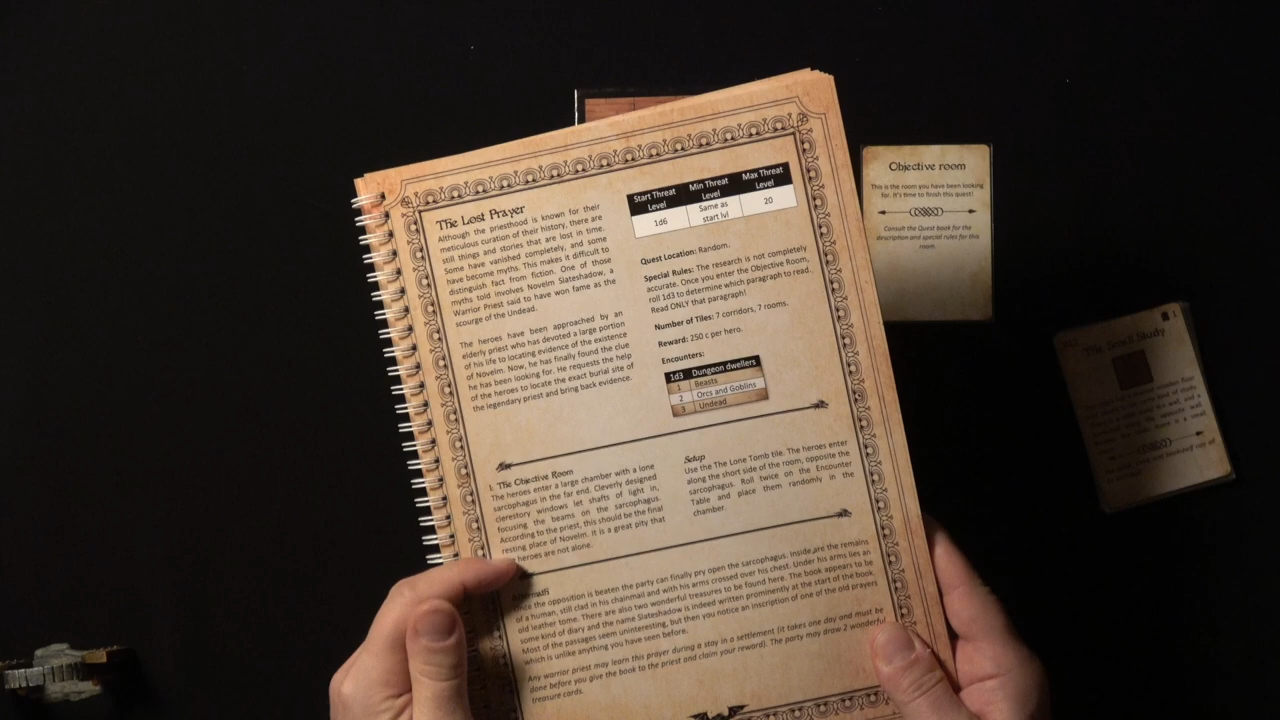 The Lost Prayer
Although the priesthood is known for their
meticulous curation of their history, there are
still things and stories that are lost in time.
Some have vanished completely, and some
have become myths. This makes it difficult to
distinguish fact from fiction. One of those
myths told involves Novelm Slateshadow, a
Warrior Priest said to have won fame as the
scourge of the Undead.
The heroes have been approached by an
elderly priest who has devoted a large portion
of his life to locating evidence of the existence
of Novelm. Now, he has finally found the clue
he has been looking for. He requests the help
of the heroes to locate the exact burial site of
the legendary priest and bring back evidence.
Start Threat Level Min Threat Level Max Threat Level
1d6 Same as start lvl 20
Quest Location: Random.
Special Rules: The research is not completely
accurate. Once you enter the Objective Room,
roll 1d3 to determine which paragraph to read.
Read ONLY that paragraph!
Number of Tiles: 7 corridors, 7 rooms.
Reward: 250 c per hero.
Encounters:
1d3 Dungeon dwellers
1 Beasts
2 Orcs and Goblins
3 Undead
1: The Objective Room
The heroes enter a large chamber with a lone
sarcophagus in the far end. Cleverly designed
clerestory windows let shafts of light in,
focusing the beams on the sarcophagus.
According to the priest, this should be the final
resting place of Novelm. It is a great pity that
heroes are not alone.
Setup
Use the The Lone Tomb tile. The heroes enter
along the short side of the room, opposite the
sarcophagus. Roll twice on the Encounter
Table and place them randomly in the
chamber.
Aftermath
Once the opposition is beaten the party can finally pry open the sarcophagus. Inside are the remains
of a human, still clad in his chainmail and with his arms crossed over his chest. Under his arms lies an
old leather tome. There are also two wonderful treasures to be found here. The book appears to be
some kind of diary and the name Slateshadow is indeed written prominently at the start of the book.
Most of the passages seem uninteresting, but then you notice an inscription of one of the old prayers
which is unlike anything you have seen before.
Any warrior priest may learn this prayer during a stay in a settlement (it takes one day and must be
done before you give the book to the priest and claim your reward). The party may draw 2 wonderful
treasure cards.
Objective room
This is the room you have been looking
for. It's time to finish this quest!
Consult the Quest book for the
description and special rules for this
room.
1
The Small Study